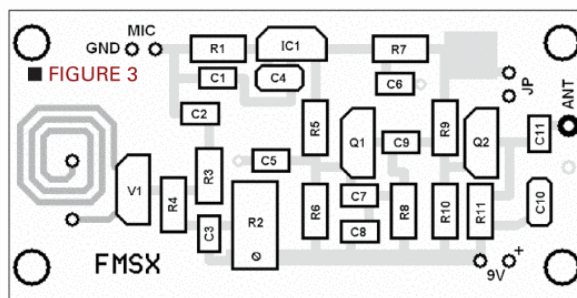 MIC
GND
FIGURE 3
R1
IC1
R7
C1
C4
C6
JP
ANT
C2
R5
Q1
C9
R9
Q2
C11
V1
R4
R3
C5
R2
C3
R6
C7
C8
R8
R10
R11
C10
FMSX
9V +